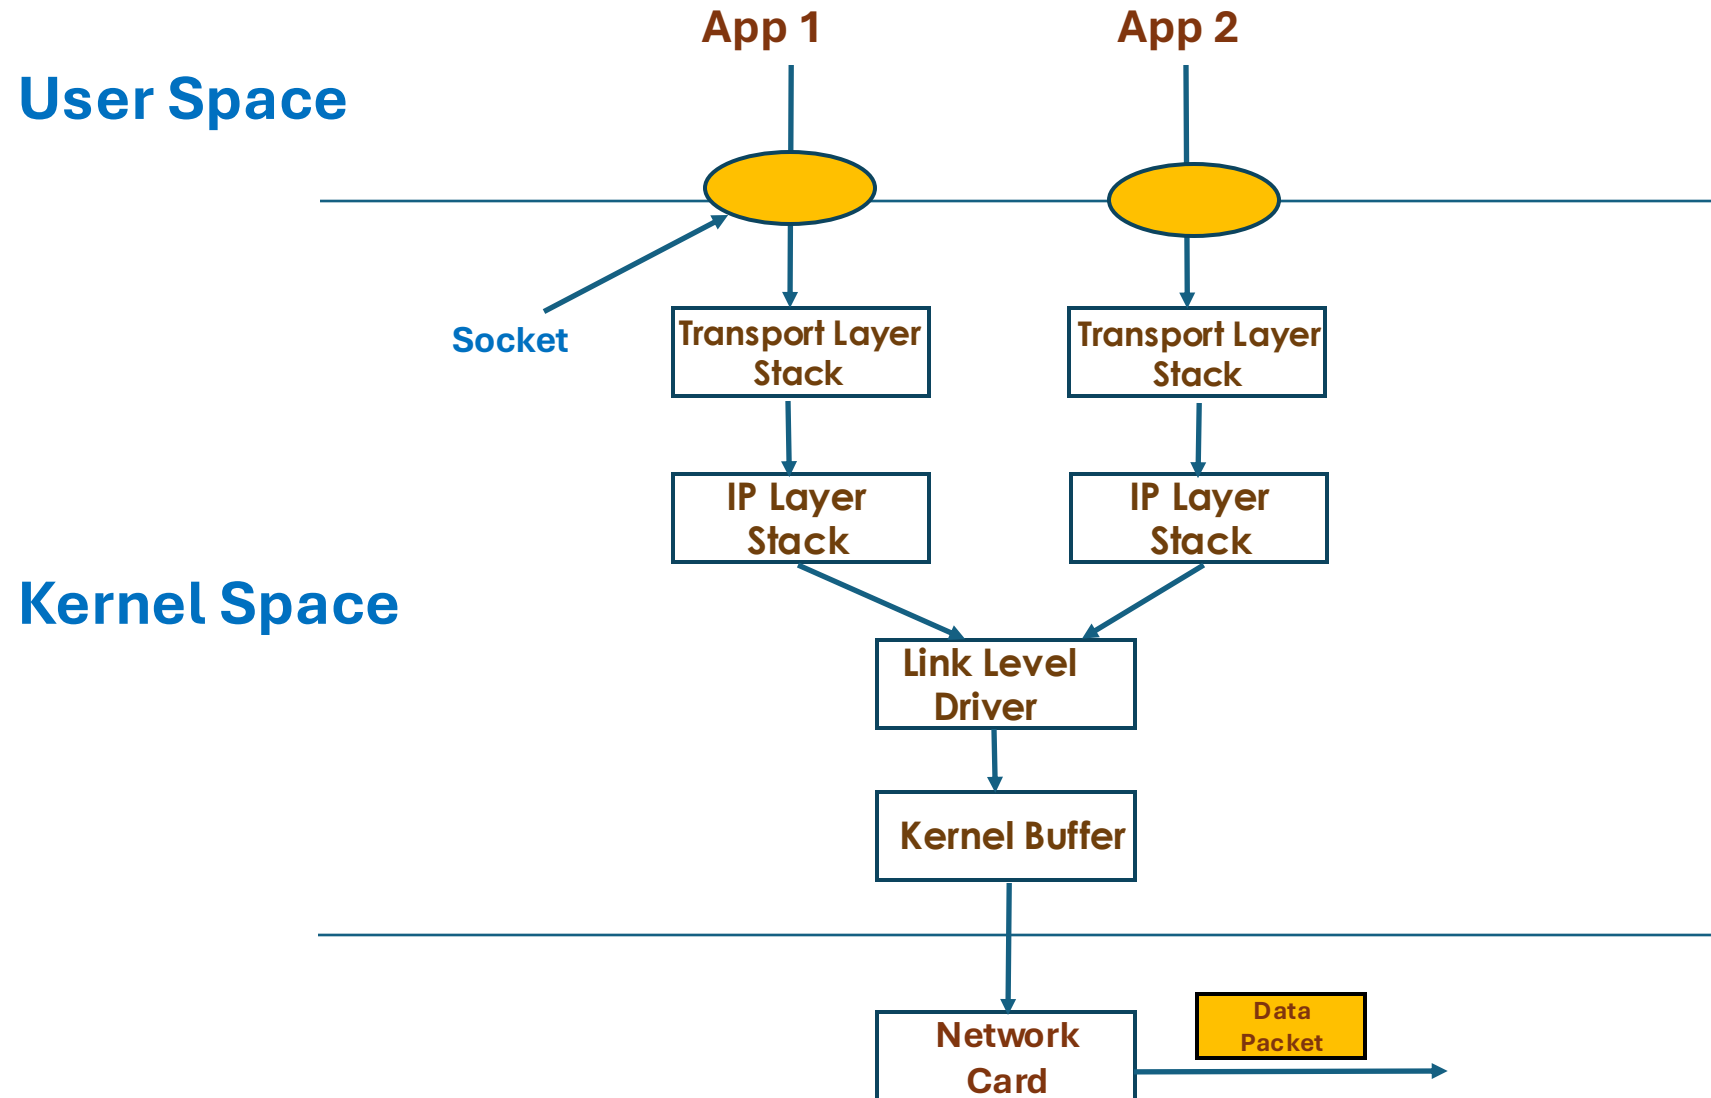 App 1
App 2
User Space
Socket
Transport Layer
Stack
Transport Layer
Stack
IP Layer
Stack
IP Layer
Stack
Kernel Space
Link Level
Driver
Kernel Buffer
Network
Card
Data
Packet